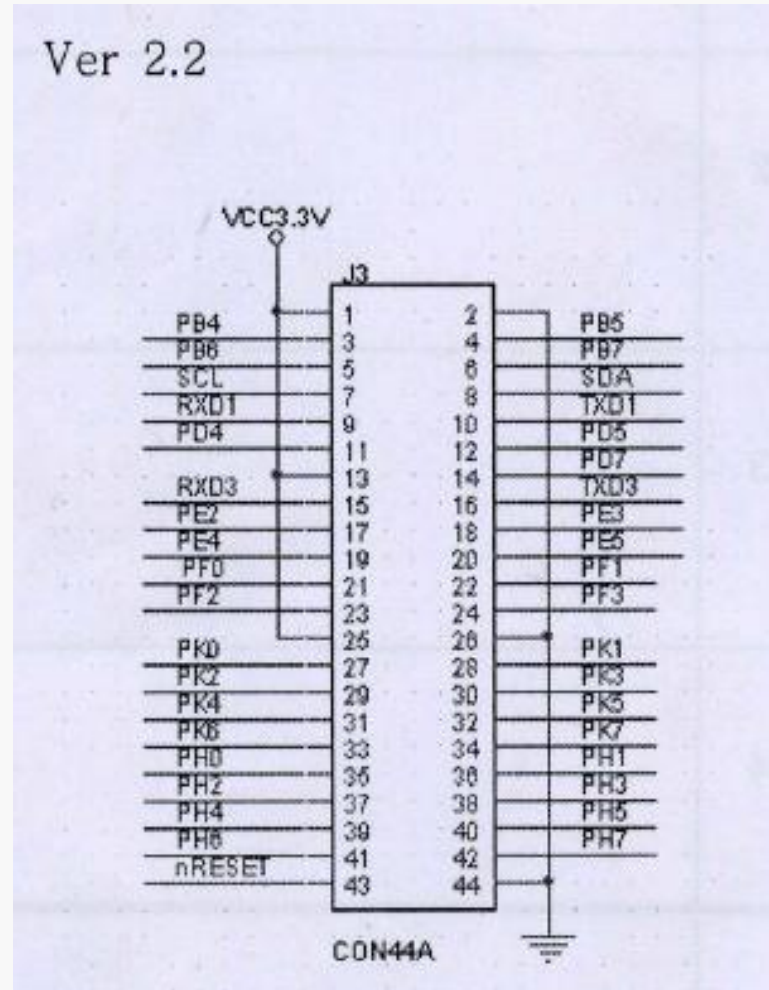 Ver 2.2
VCC3.3V
J3
1 2
PB4 3 4 PB5
PB6 5 6 PB7
SCL 7 8 SDA
RXD1 9 10 TXD1
PD4 11 12 PD5
13 14 PD7
RXD3 15 16 TXD3
PE2 17 18 PE3
PE4 19 20 PE5
PF0 21 22 PF1
PF2 23 24 PF3
25 26
PK0 27 28 PK1
PK2 29 30 PK3
PK4 31 32 PK5
PK6 33 34 PK7
PH0 35 36 PH1
PH2 37 38 PH3
PH4 39 40 PH5
PH6 41 42 PH7
nRESET 43 44
CON44A